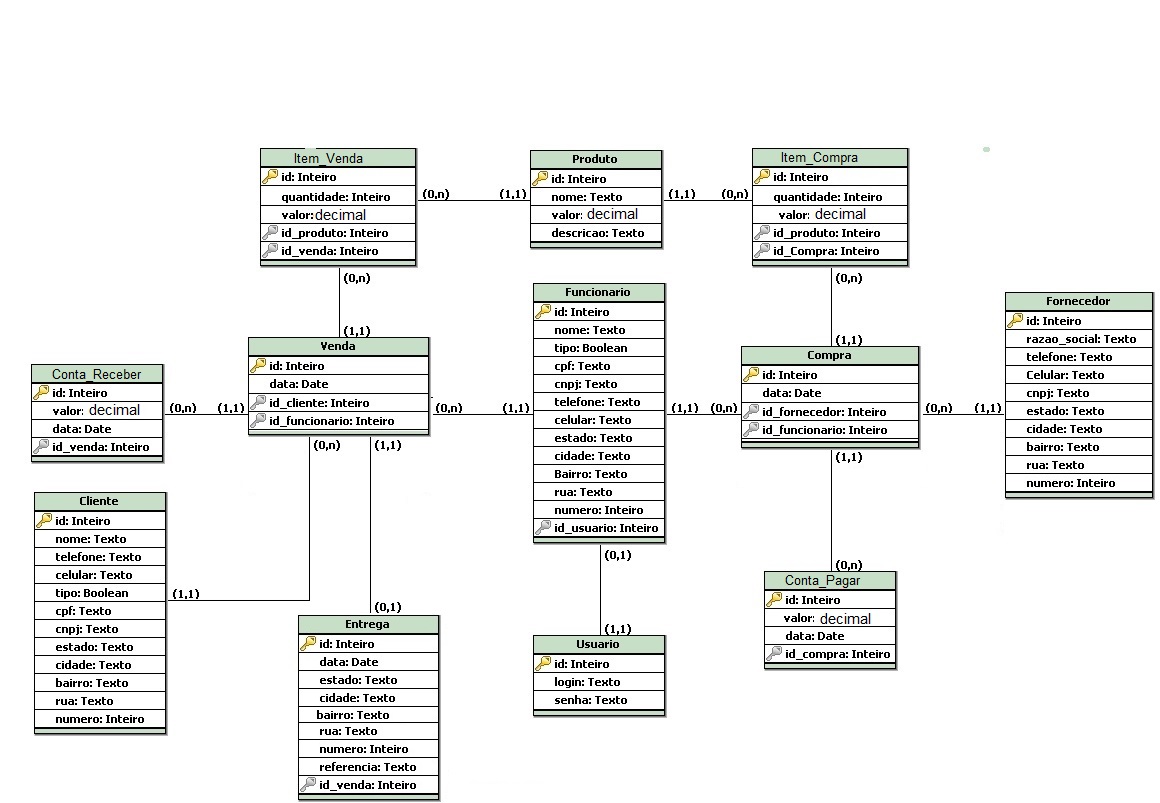 Item_Venda
id: Inteiro
quantidade: Inteiro
valor:decimal
id_produto: Inteiro
id_venda: Inteiro
(0,n)
(1,1)
Produto
id: Inteiro
nome: Texto
valor: decimal
descricao: Texto
(1,1)
(0,n)
Item_Compra
id: Inteiro
quantidade: Inteiro
valor: decimal
id_produto: Inteiro
id_Compra: Inteiro
(0,n)
(1,1)
(0,n)
(1,1)
Conta_Receber
id: Inteiro
valor: decimal
data: Date
id_venda: Inteiro
(0,n)
(1,1)
Venda
id: Inteiro
data: Date
id_cliente: Inteiro
id_funcionario: Inteiro
(0,n)
(1,1)
Funcionario
id: Inteiro
nome: Texto
tipo: Boolean
cpf: Texto
cnpj: Texto
telefone: Texto
celular: Texto
estado: Texto
cidade: Texto
Bairro: Texto
rua: Texto
numero: Inteiro
id_usuario: Inteiro
(1,1)
(0,n)
Compra
id: Inteiro
data: Date
id_fornecedor: Inteiro
id_funcionario: Inteiro
(0,n)
(1,1)
Fornecedor
id: Inteiro
razao_social: Texto
telefone: Texto
Celular: Texto
cnpj: Texto
estado: Texto
cidade: Texto
bairro: Texto
rua: Texto
numero: Inteiro
(0,n)
(1,1)
(1,1)
(0,n)
Cliente
id: Inteiro
nome: Texto
telefone: Texto
celular: Texto
tipo: Boolean
cpf: Texto
cnpj: Texto
estado: Texto
cidade: Texto
bairro: Texto
rua: Texto
numero: Inteiro
(1,1)
(0,1)
Entrega
id: Inteiro
data: Date
estado: Texto
cidade: Texto
bairro: Texto
rua: Texto
numero: Inteiro
referencia: Texto
id_venda: Inteiro
(0,1)
(1,1)
Usuario
id: Inteiro
login: Texto
senha: Texto
Conta_Pagar
id: Inteiro
valor: decimal
data: Date
id_compra: Inteiro